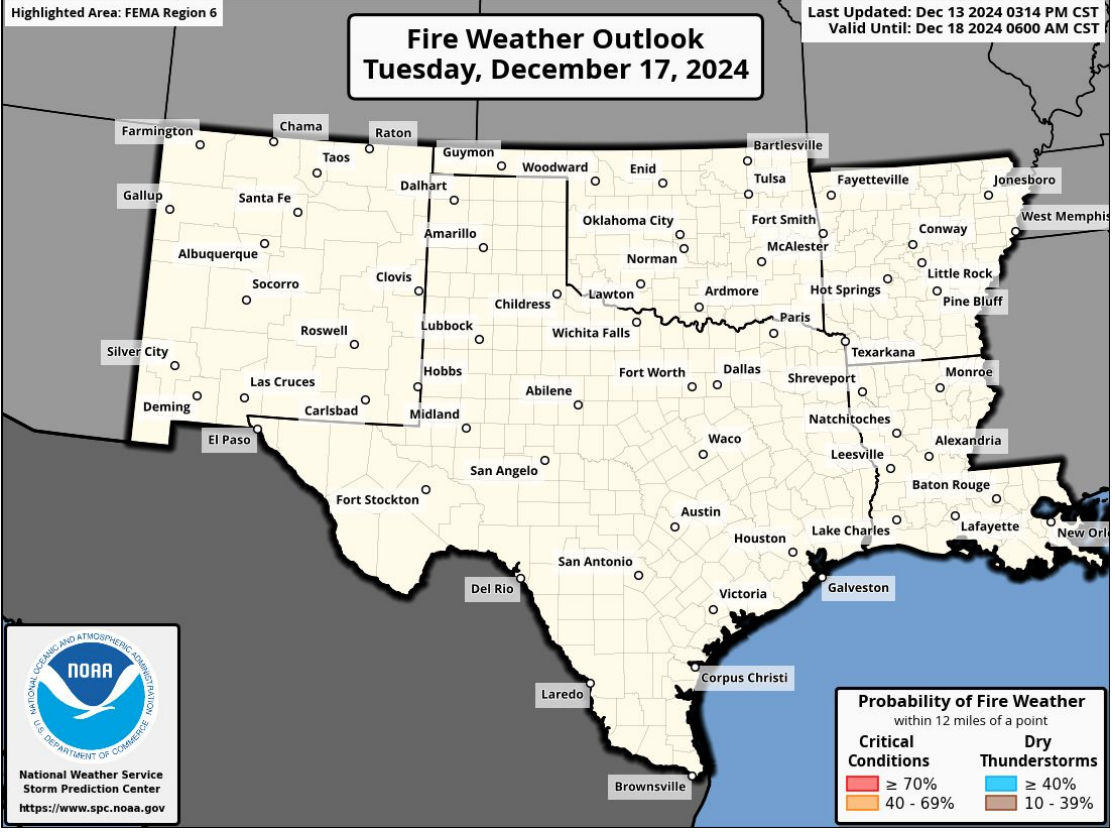 Highlighted Area: FEMA Region 6
Last Updated: Dec 13 2024 0314 PM CST
Valid Until: Dec 18 2024 0600 AM CST
Fire Weather Outlook
Tuesday, December 17, 2024
Farmington
Chama
Raton
Taos
Guymon
Woodward
Enid
Bartlesville
Tulsa
Fayetteville
Jonesboro
Gallup
Santa Fe
Dalhart
Oklahoma City
Fort Smith
West Memphis
Albuquerque
Amarillo
Norman
McAlester
Conway
Socorro
Clovis
Childress
Lawton
Ardmore
Hot Springs
Little Rock
Pine Bluff
Roswell
Lubbock
Wichita Falls
Paris
Silver City
Texarkana
Las Cruces
Hobbs
Abilene
Fort Worth
Dallas
Shreveport
Monroe
Deming
Carlsbad
Midland
Natchitoches
El Paso
San Angelo
Waco
Leesville
Alexandria
Fort Stockton
Baton Rouge
Austin
Houston
Lake Charles
Lafayette
New Orl
Del Rio
San Antonio
Victoria
Galveston
Laredo
Corpus Christi
Brownsville
NATIONAL OCEANIC AND ATMOSPHERIC ADMINISTRATION
NOAA
U.S. DEPARTMENT OF COMMERCE
National Weather Service
Storm Prediction Center
https://www.spc.noaa.gov
Probability of Fire Weather
within 12 miles of a point
Critical
Conditions
≥ 70%
40 - 69%
Dry
Thunderstorms
≥ 40%
10 - 39%